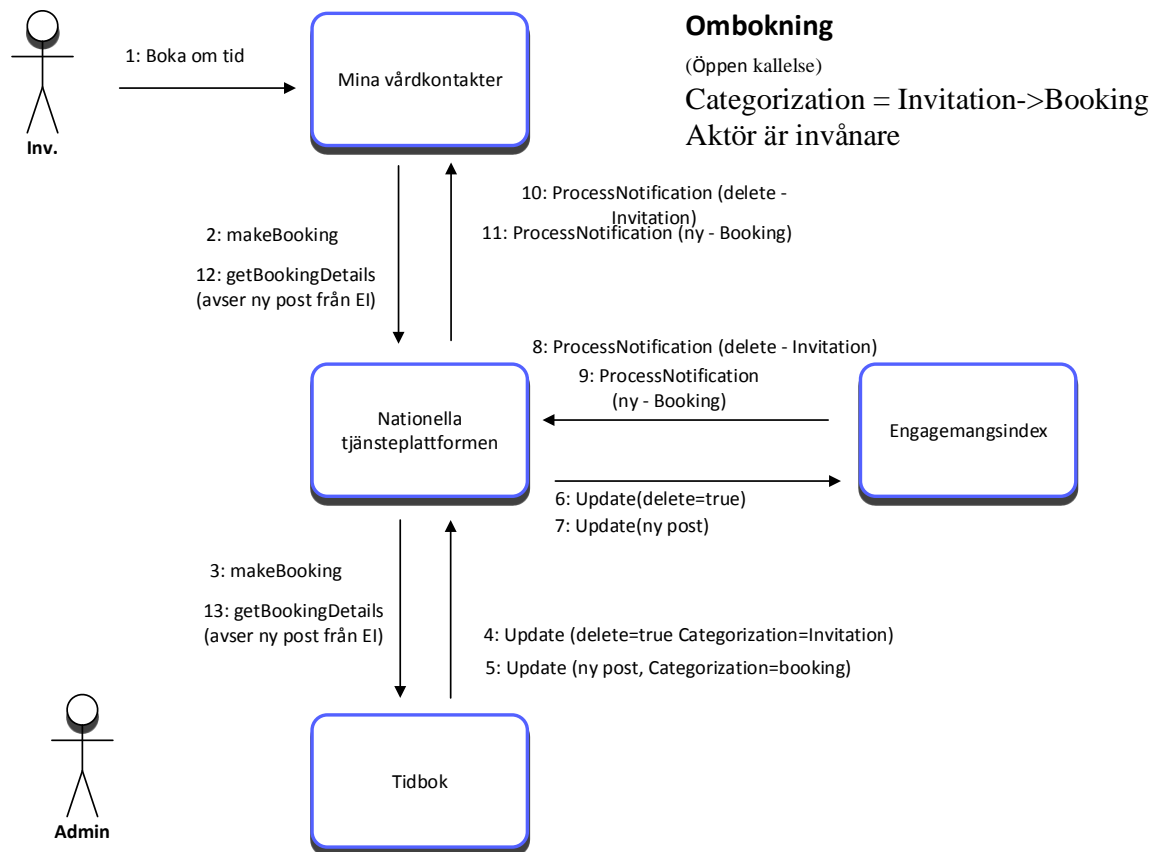 Ombokning
(Öppen kallelse)
Categorization = Invitation->Booking
Aktör är invånare
1: Boka om tid
Inv.
Mina vårdkontakter
10: ProcessNotification (delete -
Invitation)
11: ProcessNotification (ny - Booking)
2: makeBooking
12: getBookingDetails
(avser ny post från EI)
8: ProcessNotification (delete - Invitation)
9: ProcessNotification
(ny - Booking)
Nationella
tjänsteplattformen
Engagemangsindex
6: Update(delete=true)
7: Update(ny post)
3: makeBooking
13: getBookingDetails
(avser ny post från EI)
4: Update (delete=true Categorization=Invitation)
5: Update (ny post, Categorization=booking)
Tidbok
Admin